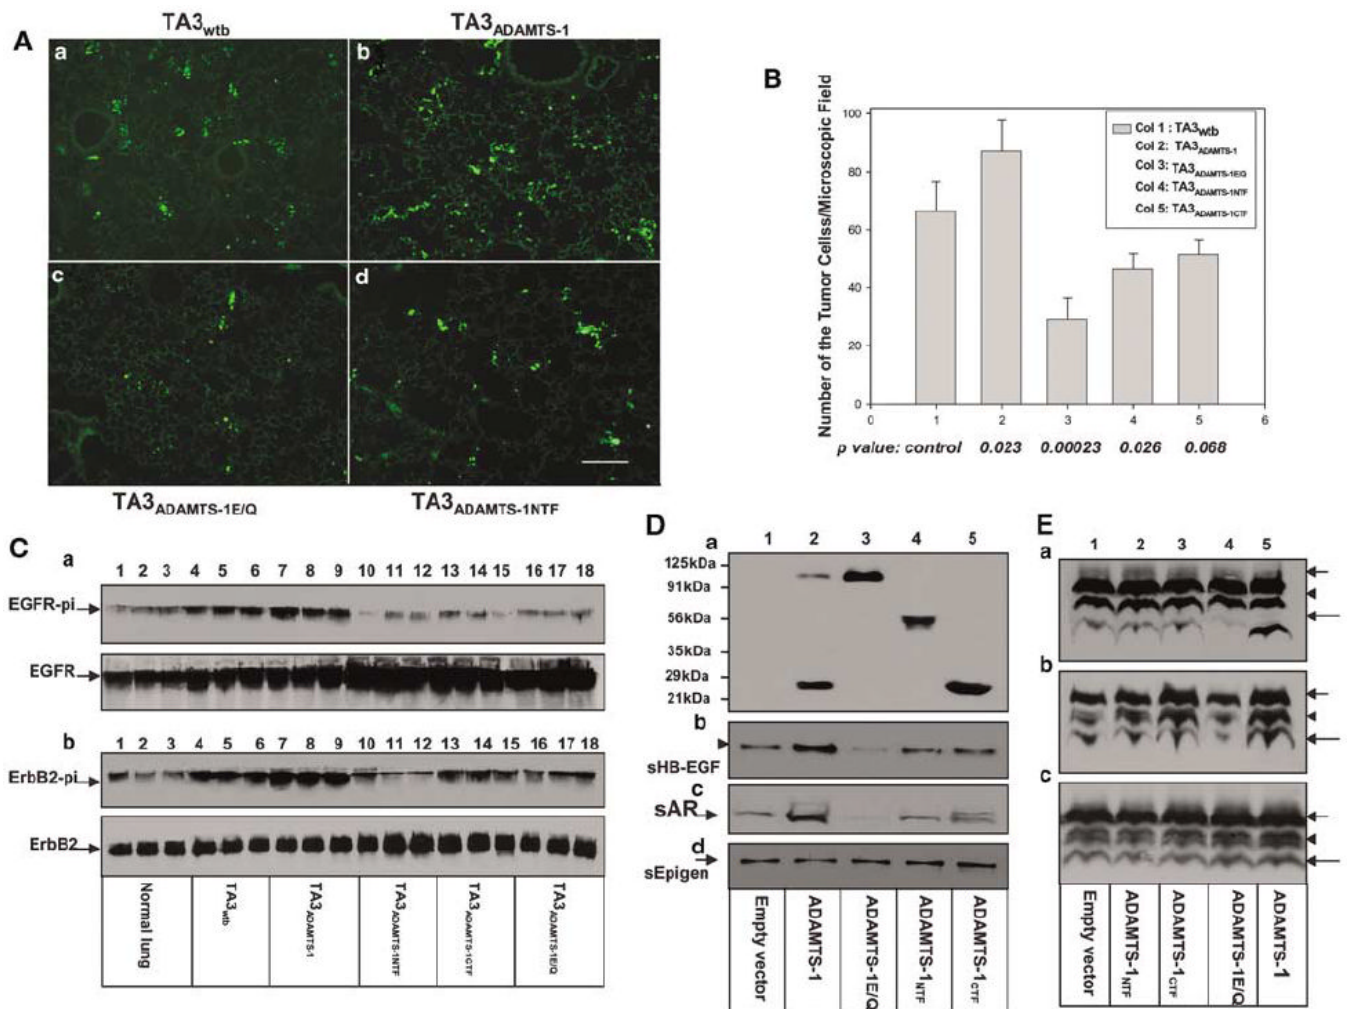 A
TA3wtb
TA3ADAMTS-1
a
b
c
d
TA3ADAMTS-1E/Q
TA3ADAMTS-1NTF
B
Number of the Tumor Cellss/Microscopic Field
100
80
60
40
20
0
0 1 2 3 4 5 6
Col 1 : TA3wtb
Col 2: TA3ADAMTS-1
Col 3: TA3ADAMTS-1E/Q
Col 4: TA3ADAMTS-1NTF
Col 5: TA3ADAMTS-1CTF
p value: control 0.023 0.00023 0.026 0.068
C
a
1 2 3 4 5 6 7 8 9 10 11 12 13 14 15 16 17 18
EGFR-pi
EGFR
b
1 2 3 4 5 6 7 8 9 10 11 12 13 14 15 16 17 18
ErbB2-pi
ErbB2
Normal lung
TA3wtb
TA3ADAMTS-1
TA3ADAMTS-1NTF
TA3ADAMTS-1CTF
TA3ADAMTS-1E/Q
D
a
1 2 3 4 5
125kDa
91kDa
56kDa
35kDa
29kDa
21kDa
b
sHB-EGF
c
sAR
d
sEpigen
Empty vector
ADAMTS-1
ADAMTS-1E/Q
ADAMTS-1NTF
ADAMTS-1CTF
E
a
1 2 3 4 5
b
c
Empty vector
ADAMTS-1NTF
ADAMTS-1CTF
ADAMTS-1E/Q
ADAMTS-1